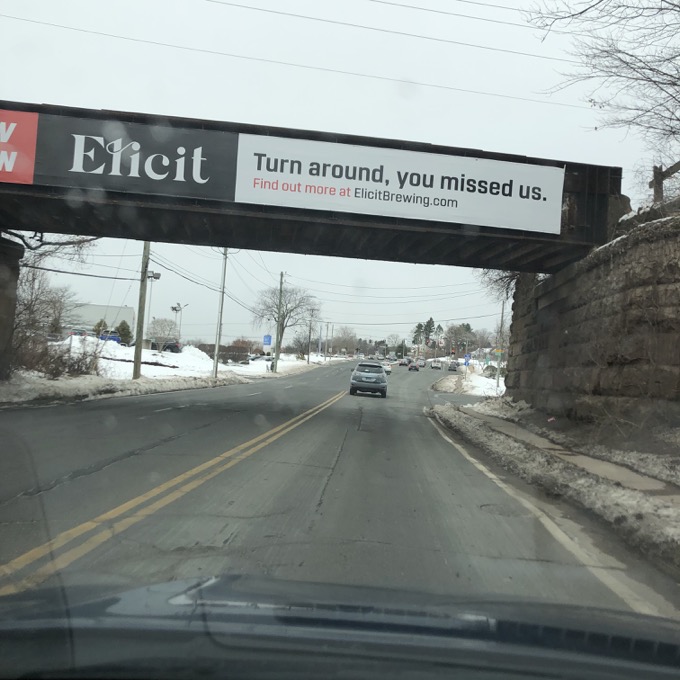 Elicit
Turn around, you missed us.
Find out more at ElicitBrewing.com